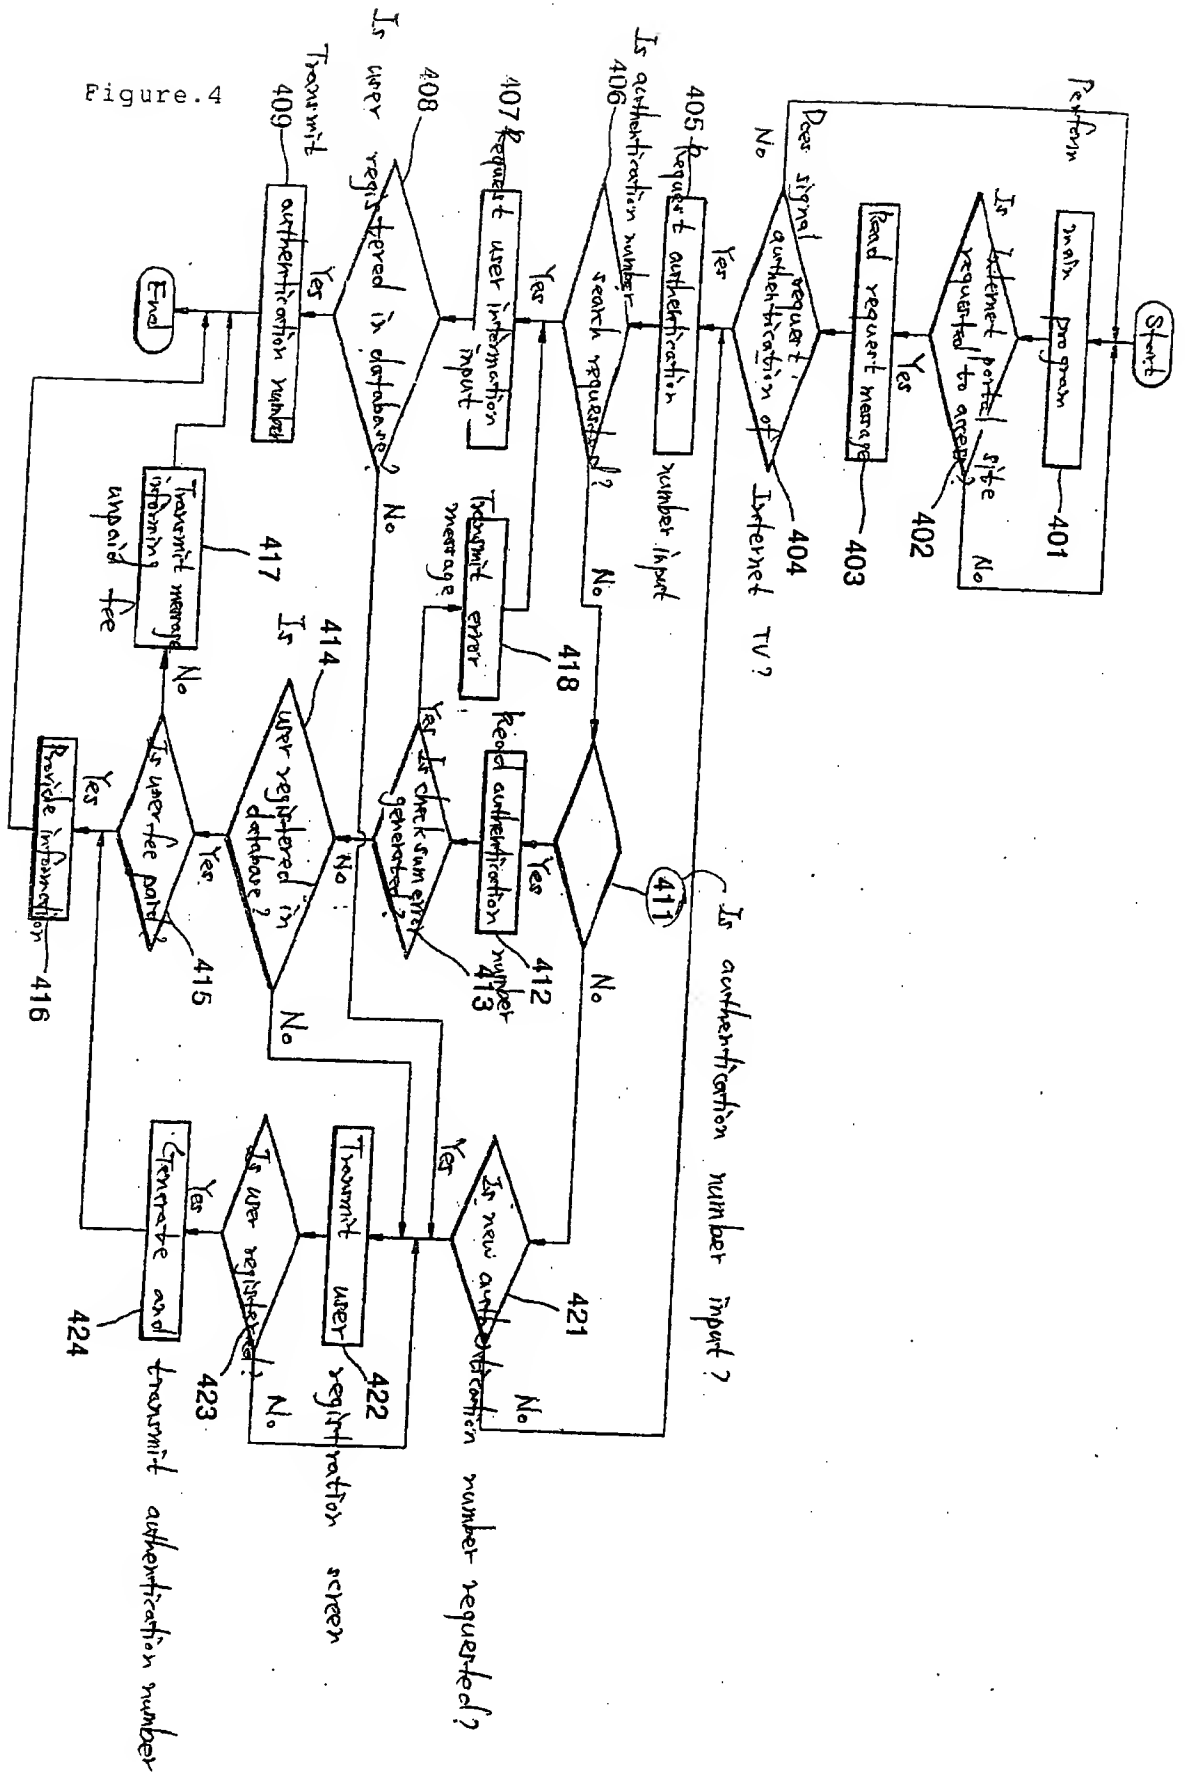 Start
Perform
main program
401
Is Internet portal site
requested to access?
402
No
Yes
Read request message
403
Does signal request
authentication of Internet TV?
404
No
Yes
Request authentication number input
405
Is authentication number
search requested?
406
No
Yes
Request user information
input
407
Is user registered in database?
408
No
Yes
Transmit authentication number
409
End
Is authentication number input?
411
No
Yes
Read authentication number
412
Is checksum error
generated?
413
Yes
No
Transmit error
message
418
Is user registered in
database?
414
No
Yes
Is user fee paid?
415
No
Yes
Transmit message
informing
unpaid fee
417
Provide information
416
Is new authentication number requested?
421
No
Yes
Transmit user registration screen
422
Is user registered?
423
No
Yes
Generate and transmit authentication number
424
Figure.4